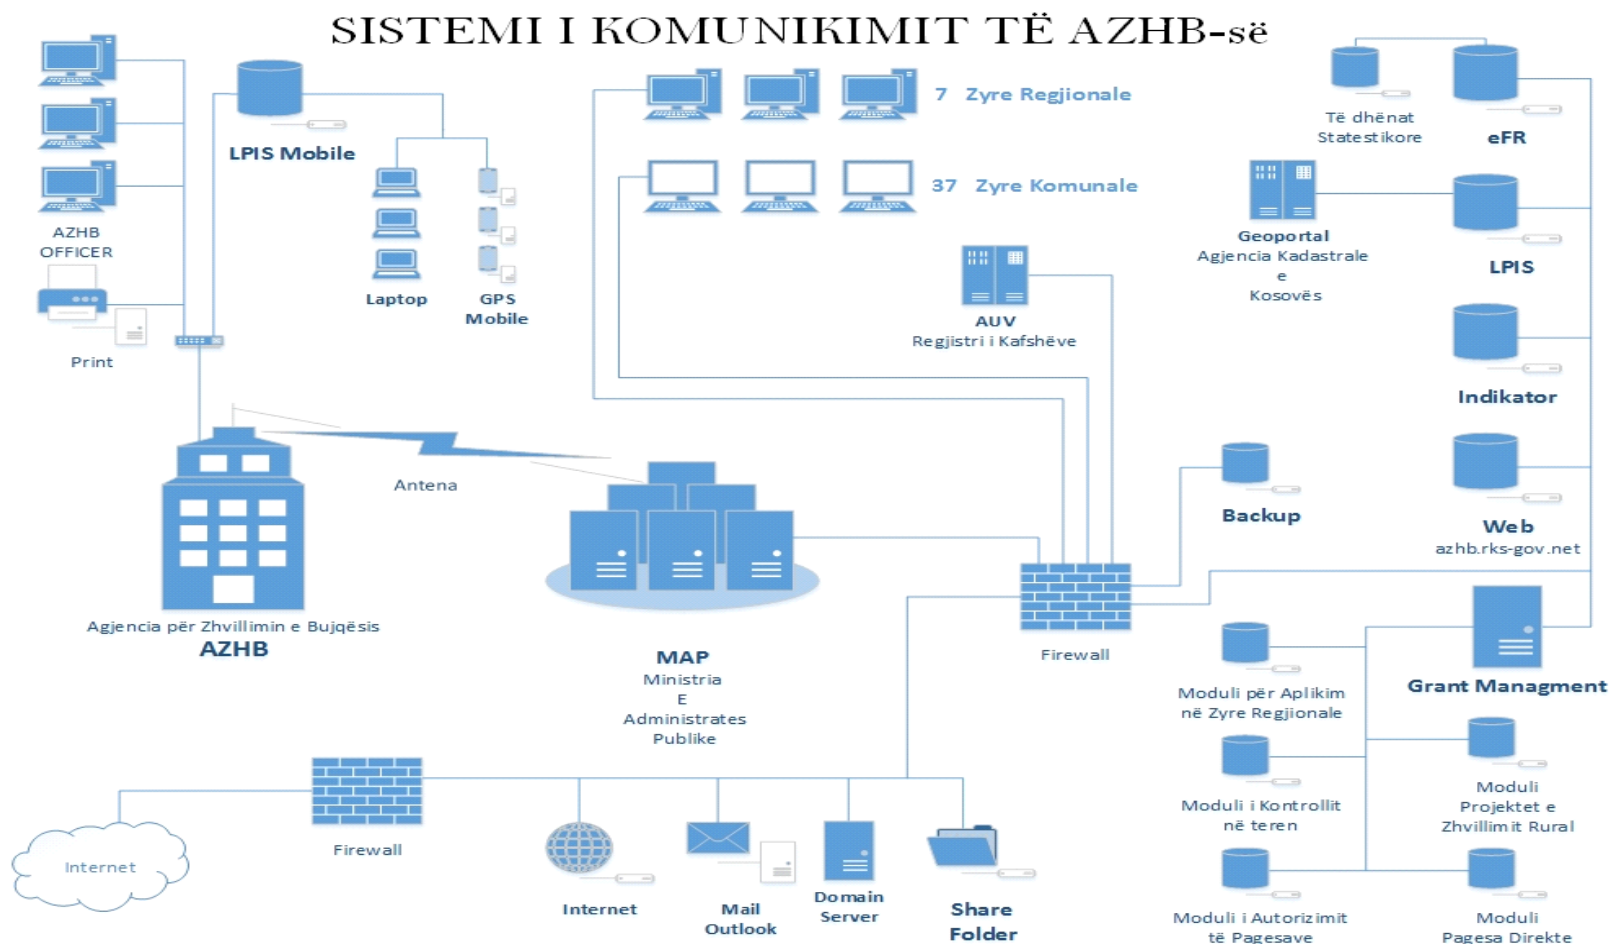 SISTEMI I KOMUNIKIMIT TË AZHB-së
AZHB
OFFICER
Print
LPIS Mobile
Laptop
GPS
Mobile
7 Zyre Regjionale
37 Zyre Komunale
AUV
Regjistri i Kafshëve
Të dhënat
Statestikore
eFR
Geoportal
Agjencia Kadastrale
e
Kosovës
LPIS
Indikator
Web
azhb.rks-gov.net
Backup
Antena
Agjencia për Zhvillimin e Bujqësis
AZHB
MAP
Ministria
E
Administrates
Publike
Firewall
Grant Managment
Moduli për Aplikim
në Zyre Regjionale
Moduli i Kontrollit
në teren
Moduli
Projektet e
Zhvillimit Rural
Moduli i Autorizimit
të Pagesave
Moduli
Pagesa Direkte
Internet
Firewall
Internet
Mail
Outlook
Domain
Server
Share
Folder